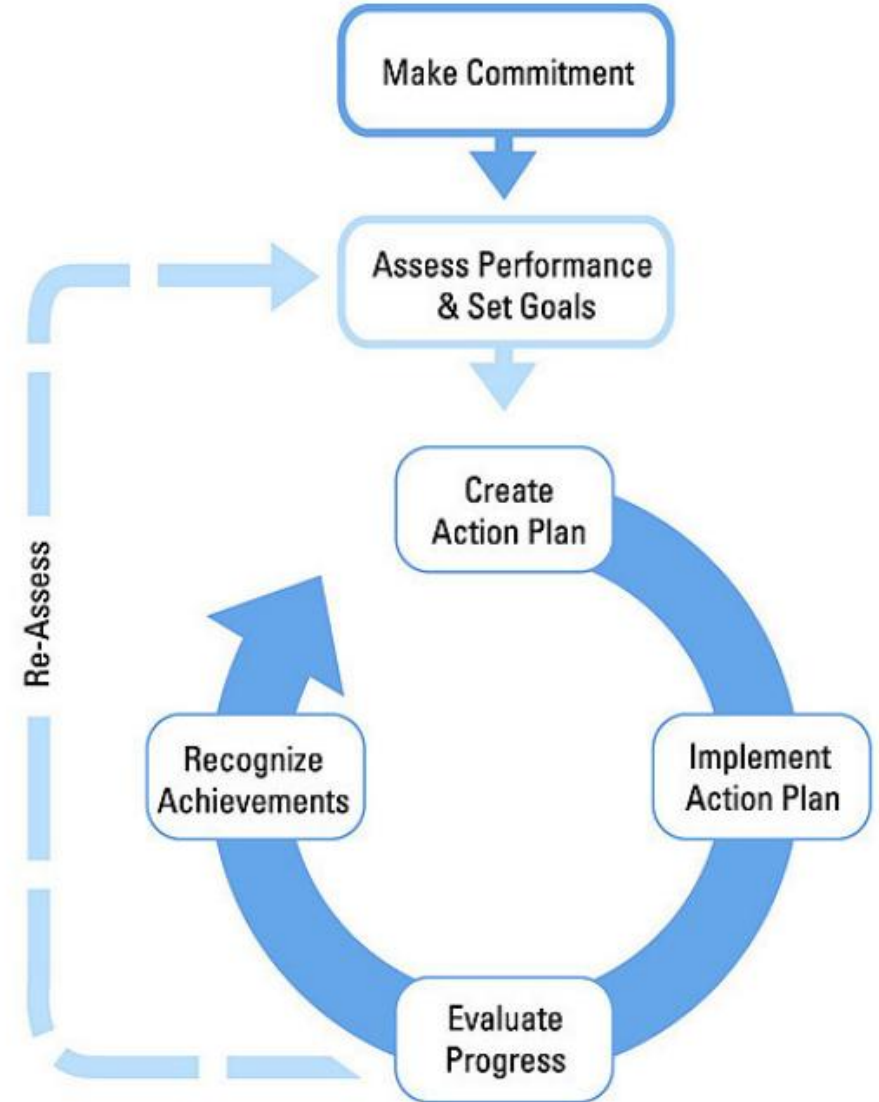 Make Commitment
Assess Performance
& Set Goals
Create
Action Plan
Re-Assess
Recognize
Achievements
Implement
Action Plan
Evaluate
Progress